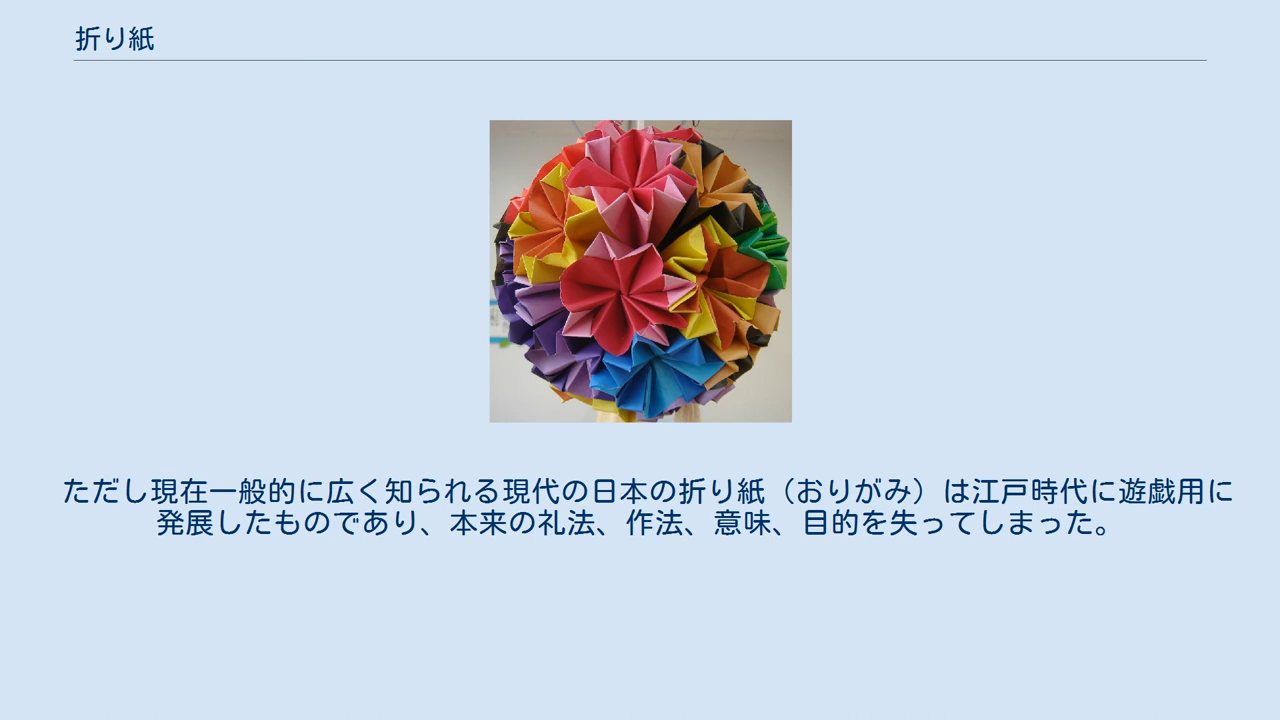 折り紙
ただし現在一般的に広く知られる現代の日本の折り紙（おりがみ）は江戸時代に遊戯用に
発展したものであり、本来の礼法、作法、意味、目的を失ってしまった。